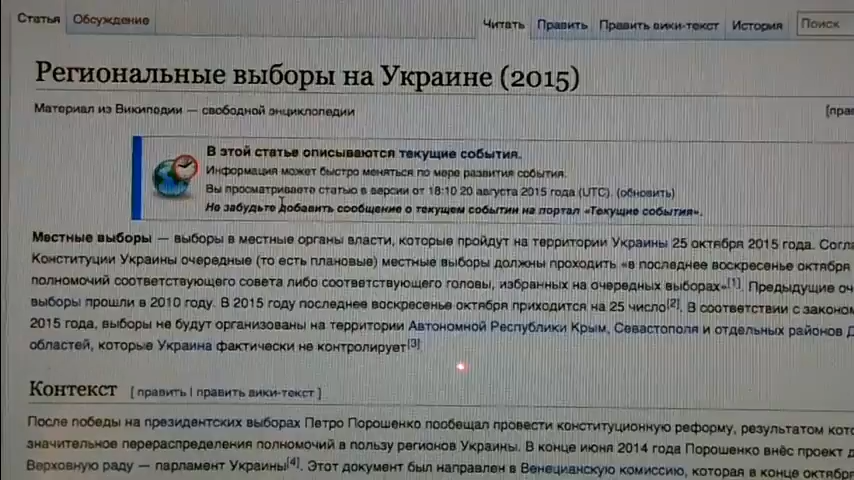 Статья
Обсуждение
Читать
Править
Править вики-текст
История
Поиск
Региональные выборы на Украине (2015)
Материал из Википедии — свободной энциклопедии
[прав
В этой статье описываются текущие события.
Информация может быстро меняться по мере развития события.
Вы просматриваете статью в версии от 18:10 20 августа 2015 года (UTC). (обновить)
Не забудьте добавить сообщение о текущем событии на портал «Текущие события».
Местные выборы — выборы в местные органы власти, которые пройдут на территории Украины 25 октября 2015 года. Согла
Конституции Украины очередные (то есть плановые) местные выборы должны проходить «в последнее воскресенье октября
полномочий соответствующего совета либо соответствующего головы, избранных на очередных выборах»[1]. Предыдущие оч
выборы прошли в 2010 году. В 2015 году последнее воскресенье октября приходится на 25 число[2]. В соответствии с законом
2015 года, выборы не будут организованы на территории Автономной Республики Крым, Севастополя и отдельных районов Д
областей, которые Украина фактически не контролирует[3]
Контекст [ править | править вики-текст ]
После победы на президентских выборах Петро Порошенко пообещал провести конституционную реформу, результатом кото
значительное перераспределения полномочий в пользу регионов Украины. В конце июня 2014 года Порошенко внёс проект д
Верховную раду — парламент Украины[4]. Этот документ был направлен в Венецианскую комиссию, которая в конце октября